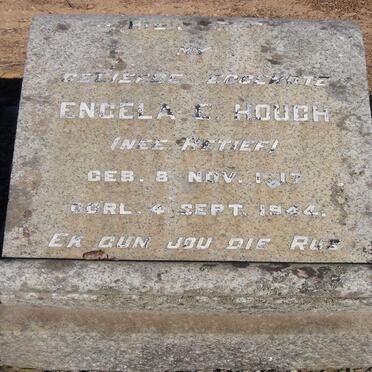 MY
GELIEFDE EGGENOTE
ENGELA E. HOUGH
(NEE RETIEF)
GEB. 8 NOV. 1917
OORL. 4 SEPT. 1944.
EK GUN JOU DIE RUS